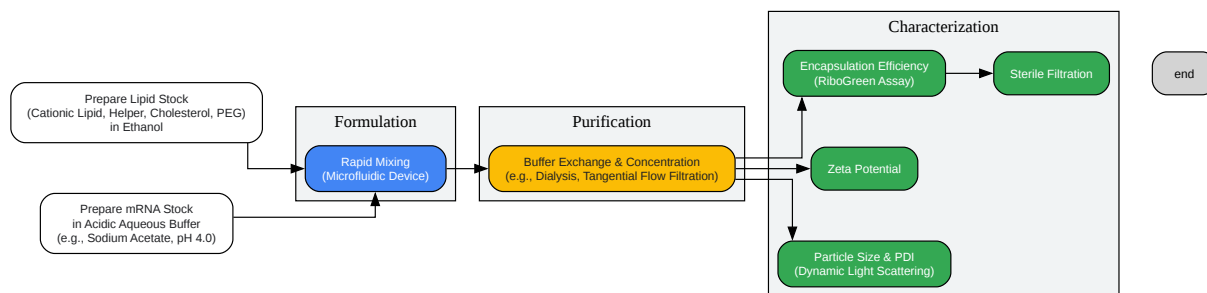 Prepare Lipid Stock
(Cationic Lipid, Helper, Cholesterol, PEG)
in Ethanol
Prepare mRNA Stock
in Acidic Aqueous Buffer
(e.g., Sodium Acetate, pH 4.0)
Formulation
Rapid Mixing
(Microfluidic Device)
Purification
Buffer Exchange & Concentration
(e.g., Dialysis, Tangential Flow Filtration)
Characterization
Encapsulation Efficiency
(RiboGreen Assay)
Sterile Filtration
Zeta Potential
Particle Size & PDI
(Dynamic Light Scattering)
end